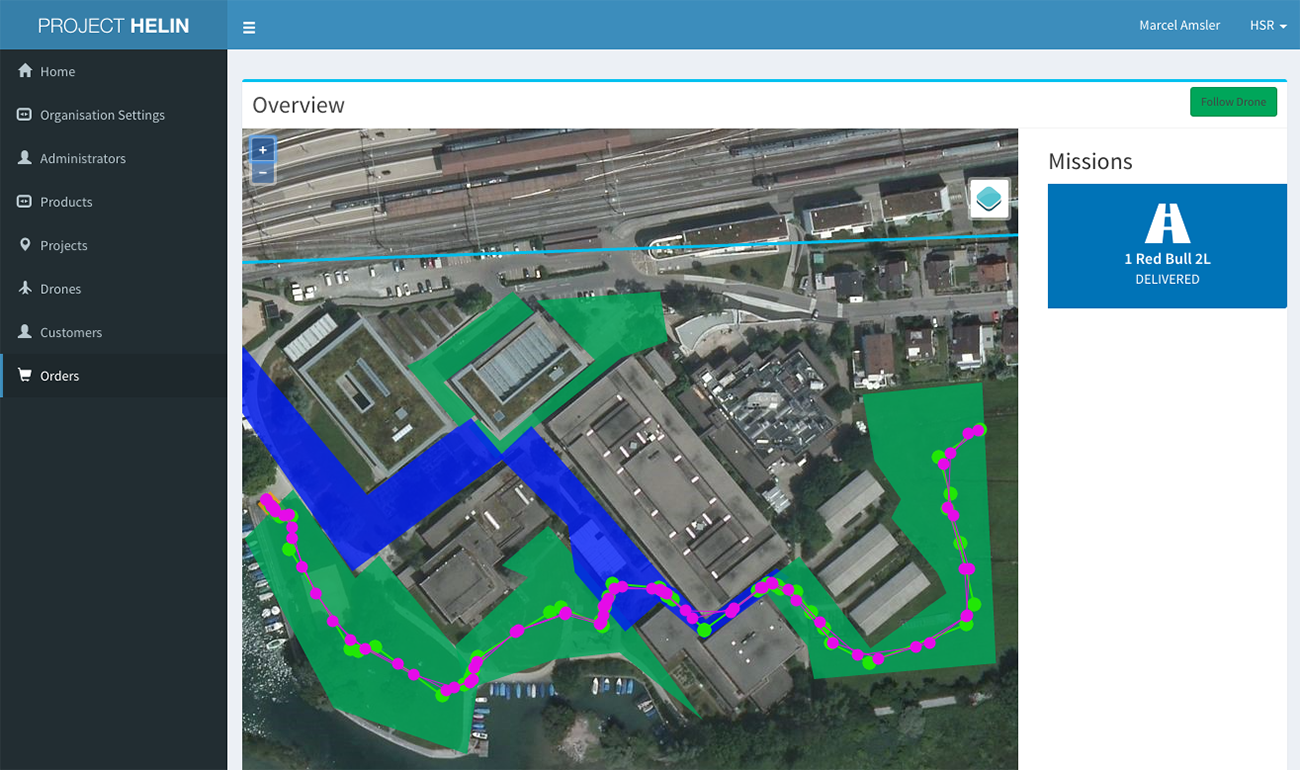 PROJECT HELIN
Marcel Amsler
HSR
Home
Organisation Settings
Administrators
Products
Projects
Drones
Customers
Orders
Overview
Follow Drone
+
−
Missions
1 Red Bull 2L
DELIVERED